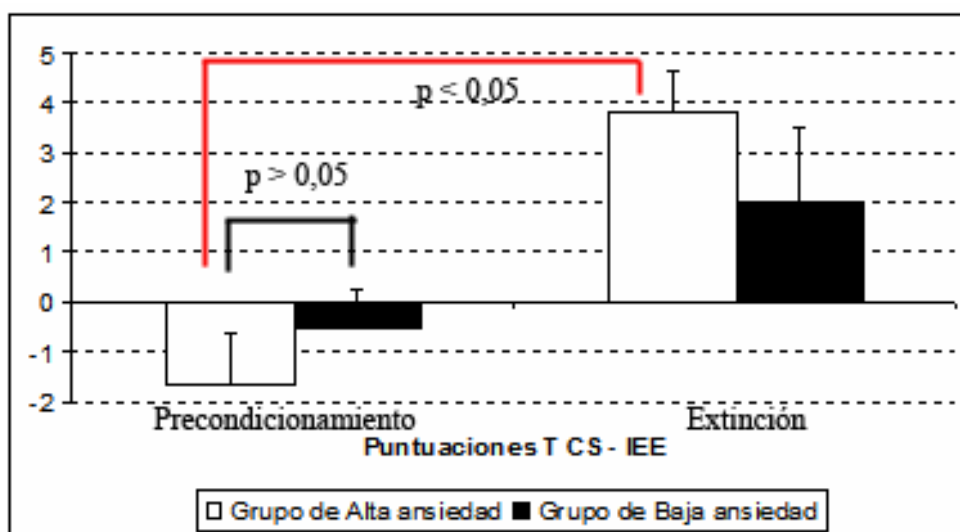 5
4
3
2
1
0
-1
-2
p < 0,05
p > 0,05
Precondicionamiento
Extinción
Puntuaciones T CS - IEE
Grupo de Alta ansiedad
Grupo de Baja ansiedad